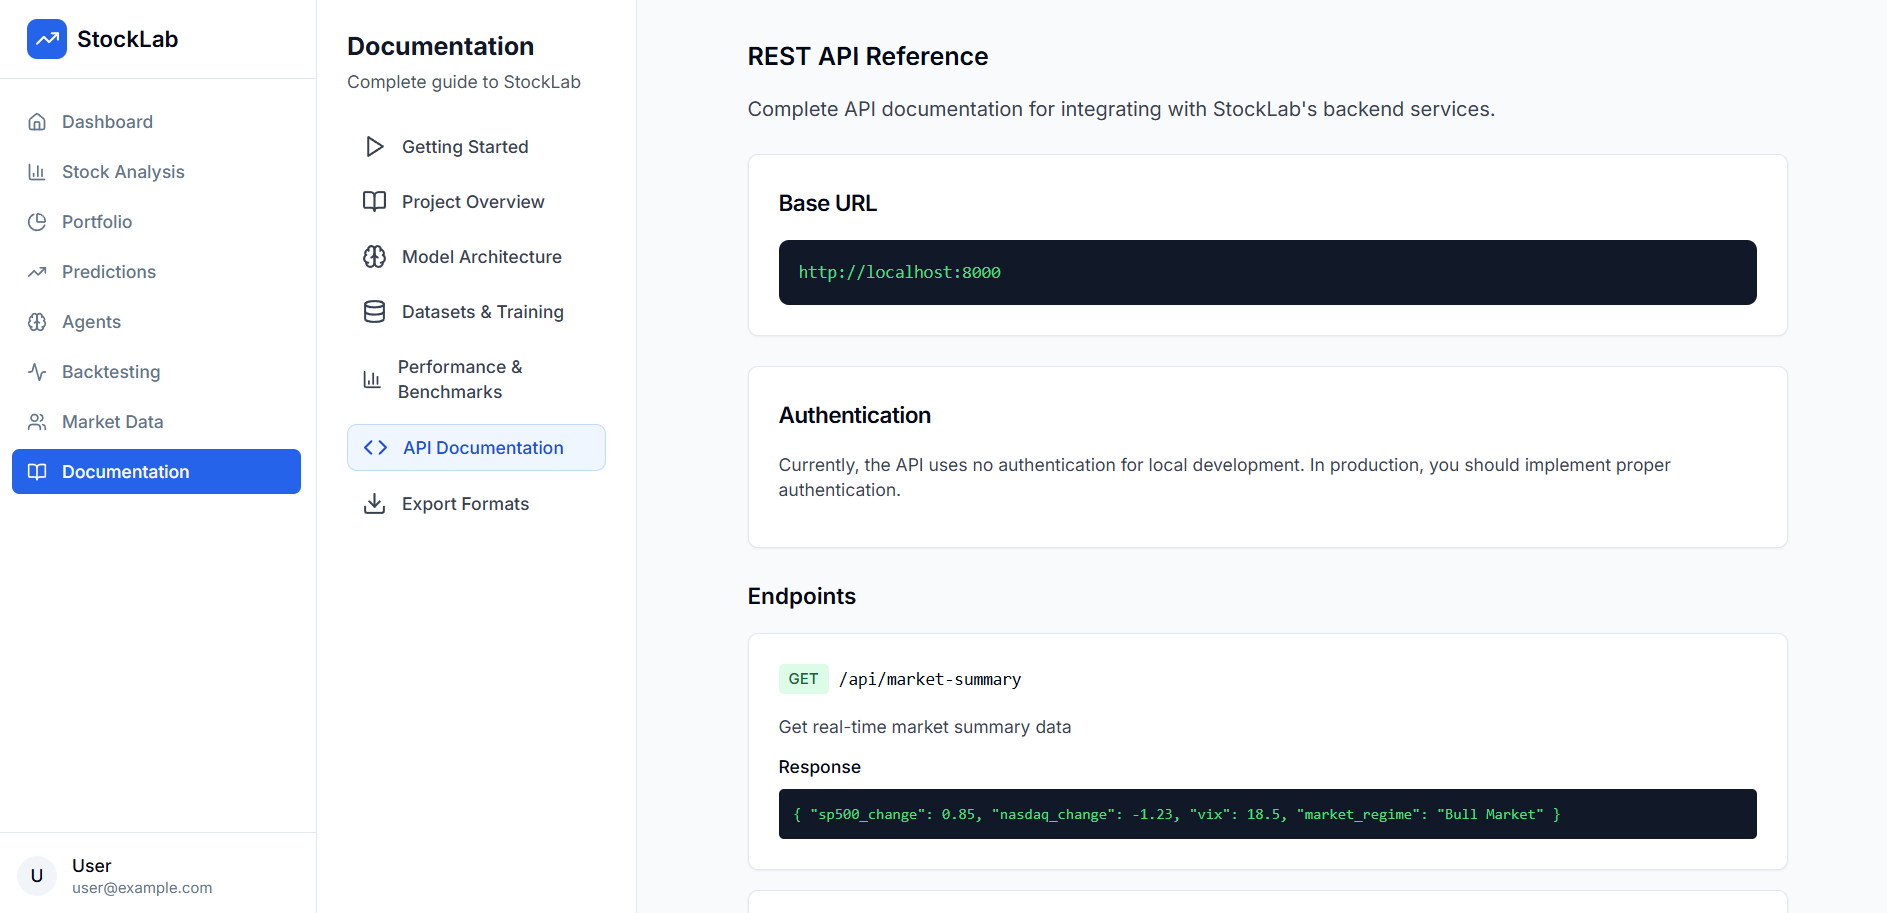 StockLab
Dashboard
Stock Analysis
Portfolio
Predictions
Agents
Backtesting
Market Data
Documentation
U
User
user@example.com
Documentation
Complete guide to StockLab
Getting Started
Project Overview
Model Architecture
Datasets & Training
Performance &
Benchmarks
API Documentation
Export Formats
REST API Reference
Complete API documentation for integrating with StockLab's backend services.
Base URL
http://localhost:8000
Authentication
Currently, the API uses no authentication for local development. In production, you should implement proper
authentication.
Endpoints
GET /api/market-summary
Get real-time market summary data
Response
{ "sp500_change": 0.85, "nasdaq_change": -1.23, "vix": 18.5, "market_regime": "Bull Market" }